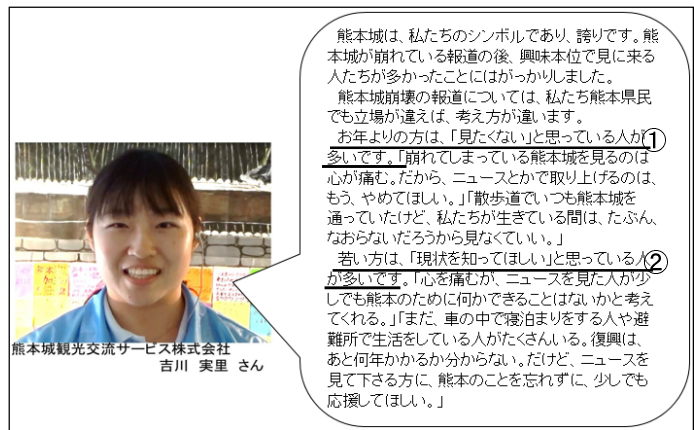 熊本城は、私たちのシンボルであり、誇りです。熊
本城が崩れている報道の後、興味本位で見に来る
人たちが多かったことにはがっかりしました。
熊本城崩壊の報道については、私たち熊本県民
でも立場が違えば、考え方が違います。
お年よりの方は、「見たくない」と思っている人が ①
多いです。「崩れてしまっている熊本城を見るのは
心が痛む。だから、ニュースとかで取り上げるのは、
もう、やめてほしい。」「散歩道でいつも熊本城を
通っていたけど、私たちが生きている間は、たぶん、
なおらないだろうから見なくていい。」
若い方は、「現状を知ってほしい」と思っている人 ②
が多いです。「心を痛むが、ニュースを見た人が少
しでも熊本のために何かできることはないかと考え
てくれる。」「まだ、車の中で寝泊まりをする人や避
難所で生活をしている人がたくさんいる。復興は、
あと何年かかるか分からない。だけど、ニュースを
見て下さる方に、熊本のことを忘れずに、少しでも
応援してほしい。」
熊本城観光交流サービス株式会社
吉川 実里 さん